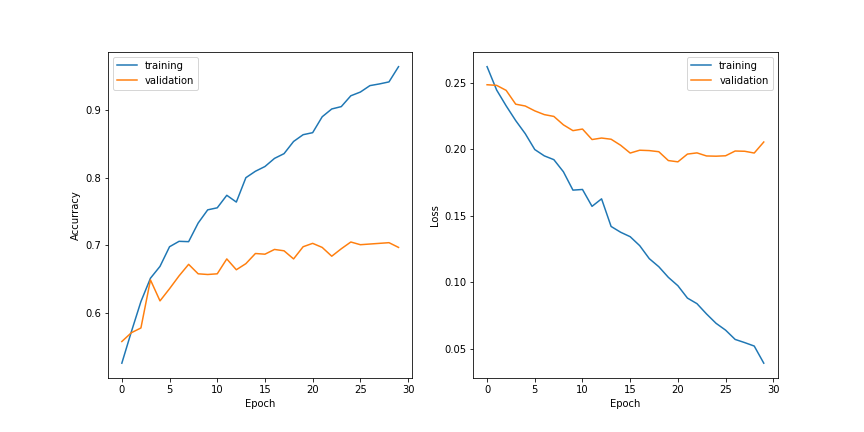 training
validation
0.9
0.8
0.7
0.6
Accurracy
0 5 10 15 20 25 30
Epoch
training
validation
0.25
0.20
0.15
0.10
0.05
Loss
0 5 10 15 20 25 30
Epoch